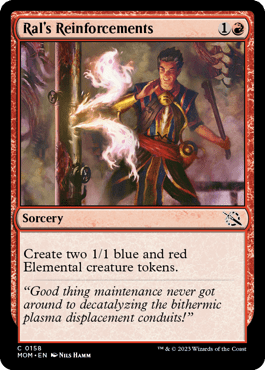 Ral's Reinforcements 1
Sorcery
Create two 1/1 blue and red
Elemental creature tokens.
“Good thing maintenance never got
around to decatalyzing the bithermic
plasma displacement conduits!”
C 0158
MOM • EN NILS HAMM
™ & © 2023 Wizards of the Coast